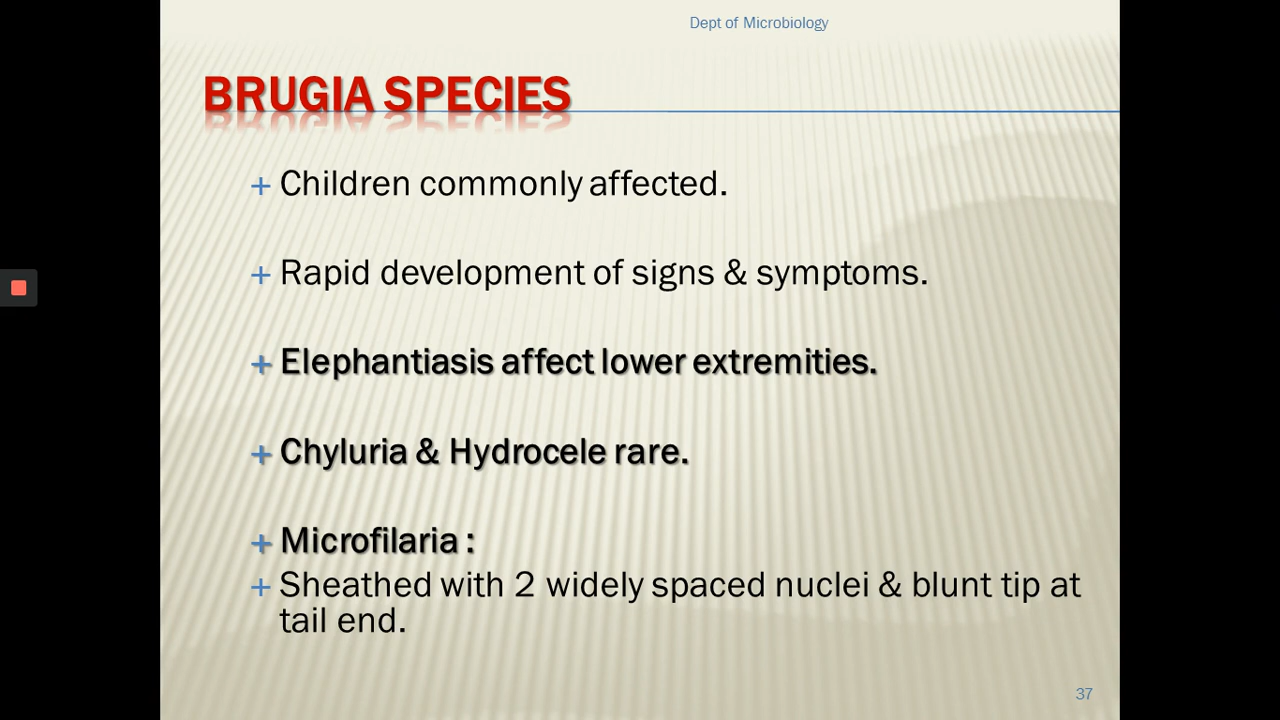 Dept of Microbiology
BRUGIA SPECIES
+ Children commonly affected.
+ Rapid development of signs & symptoms.
+ Elephantiasis affect lower extremities.
+ Chyluria & Hydrocele rare.
+ Microfilaria :
+ Sheathed with 2 widely spaced nuclei & blunt tip at
tail end.
37